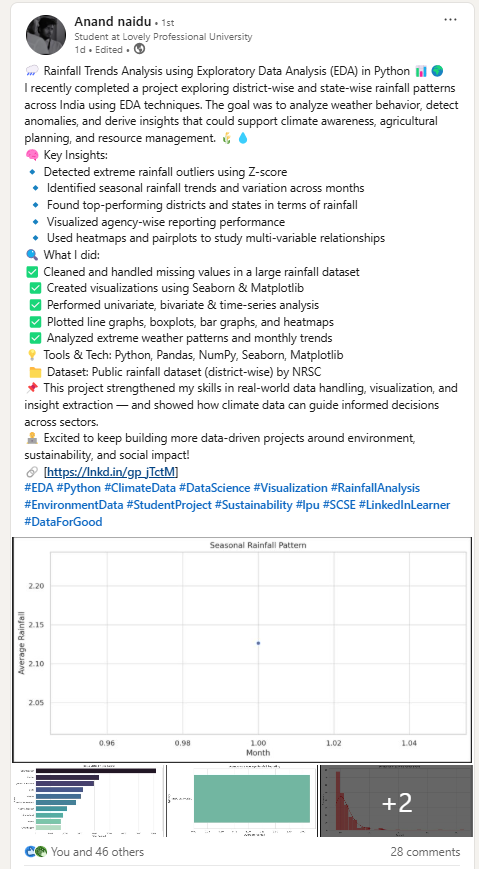 Anand naidu • 1st
Student at Lovely Professional University
1d • Edited •
🌧️ Rainfall Trends Analysis using Exploratory Data Analysis (EDA) in Python 📊 🌍
I recently completed a project exploring district-wise and state-wise rainfall patterns
across India using EDA techniques. The goal was to analyze weather behavior, detect
anomalies, and derive insights that could support climate awareness, agricultural
planning, and resource management. 🌾 💧
🧠 Key Insights:
🔹 Detected extreme rainfall outliers using Z-score
🔹 Identified seasonal rainfall trends and variation across months
🔹 Found top-performing districts and states in terms of rainfall
🔹 Visualized agency-wise reporting performance
🔹 Used heatmaps and pairplots to study multi-variable relationships
🔍 What I did:
✅ Cleaned and handled missing values in a large rainfall dataset
✅ Created visualizations using Seaborn & Matplotlib
✅ Performed univariate, bivariate & time-series analysis
✅ Plotted line graphs, boxplots, bar graphs, and heatmaps
✅ Analyzed extreme weather patterns and monthly trends
💡 Tools & Tech: Python, Pandas, NumPy, Seaborn, Matplotlib
📁 Dataset: Public rainfall dataset (district-wise) by NRSC
📌 This project strengthened my skills in real-world data handling, visualization, and
insight extraction — and showed how climate data can guide informed decisions
across sectors.
👨‍💻 Excited to keep building more data-driven projects around environment,
sustainability, and social impact!
🔗 [https://lnkd.in/gp_jTctM]
#EDA #Python #ClimateData #DataScience #Visualization #RainfallAnalysis
#EnvironmentData #StudentProject #Sustainability #lpu #SCSE #LinkedInLearner
#DataForGood
Seasonal Rainfall Pattern
2.20
2.15
2.10
2.05
Average Rainfall
0.96 0.98 1.00 1.02 1.04
Month
+2
You and 46 others
28 comments